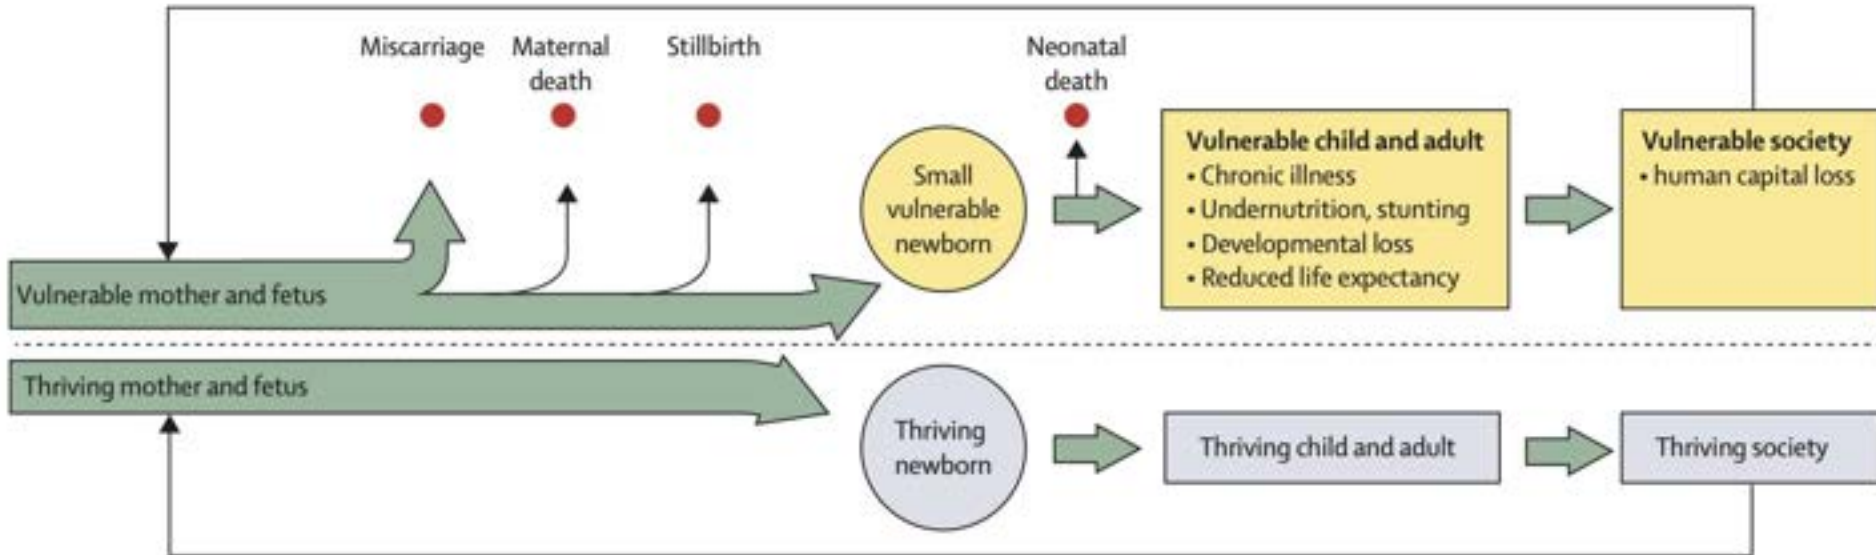 Miscarriage
Maternal
death
Stillbirth
Neonatal
death
Small
vulnerable
newborn
Vulnerable child and adult
• Chronic illness
• Undernutrition, stunting
• Developmental loss
• Reduced life expectancy
Vulnerable society
• human capital loss
Vulnerable mother and fetus
Thriving mother and fetus
Thriving
newborn
Thriving child and adult
Thriving society